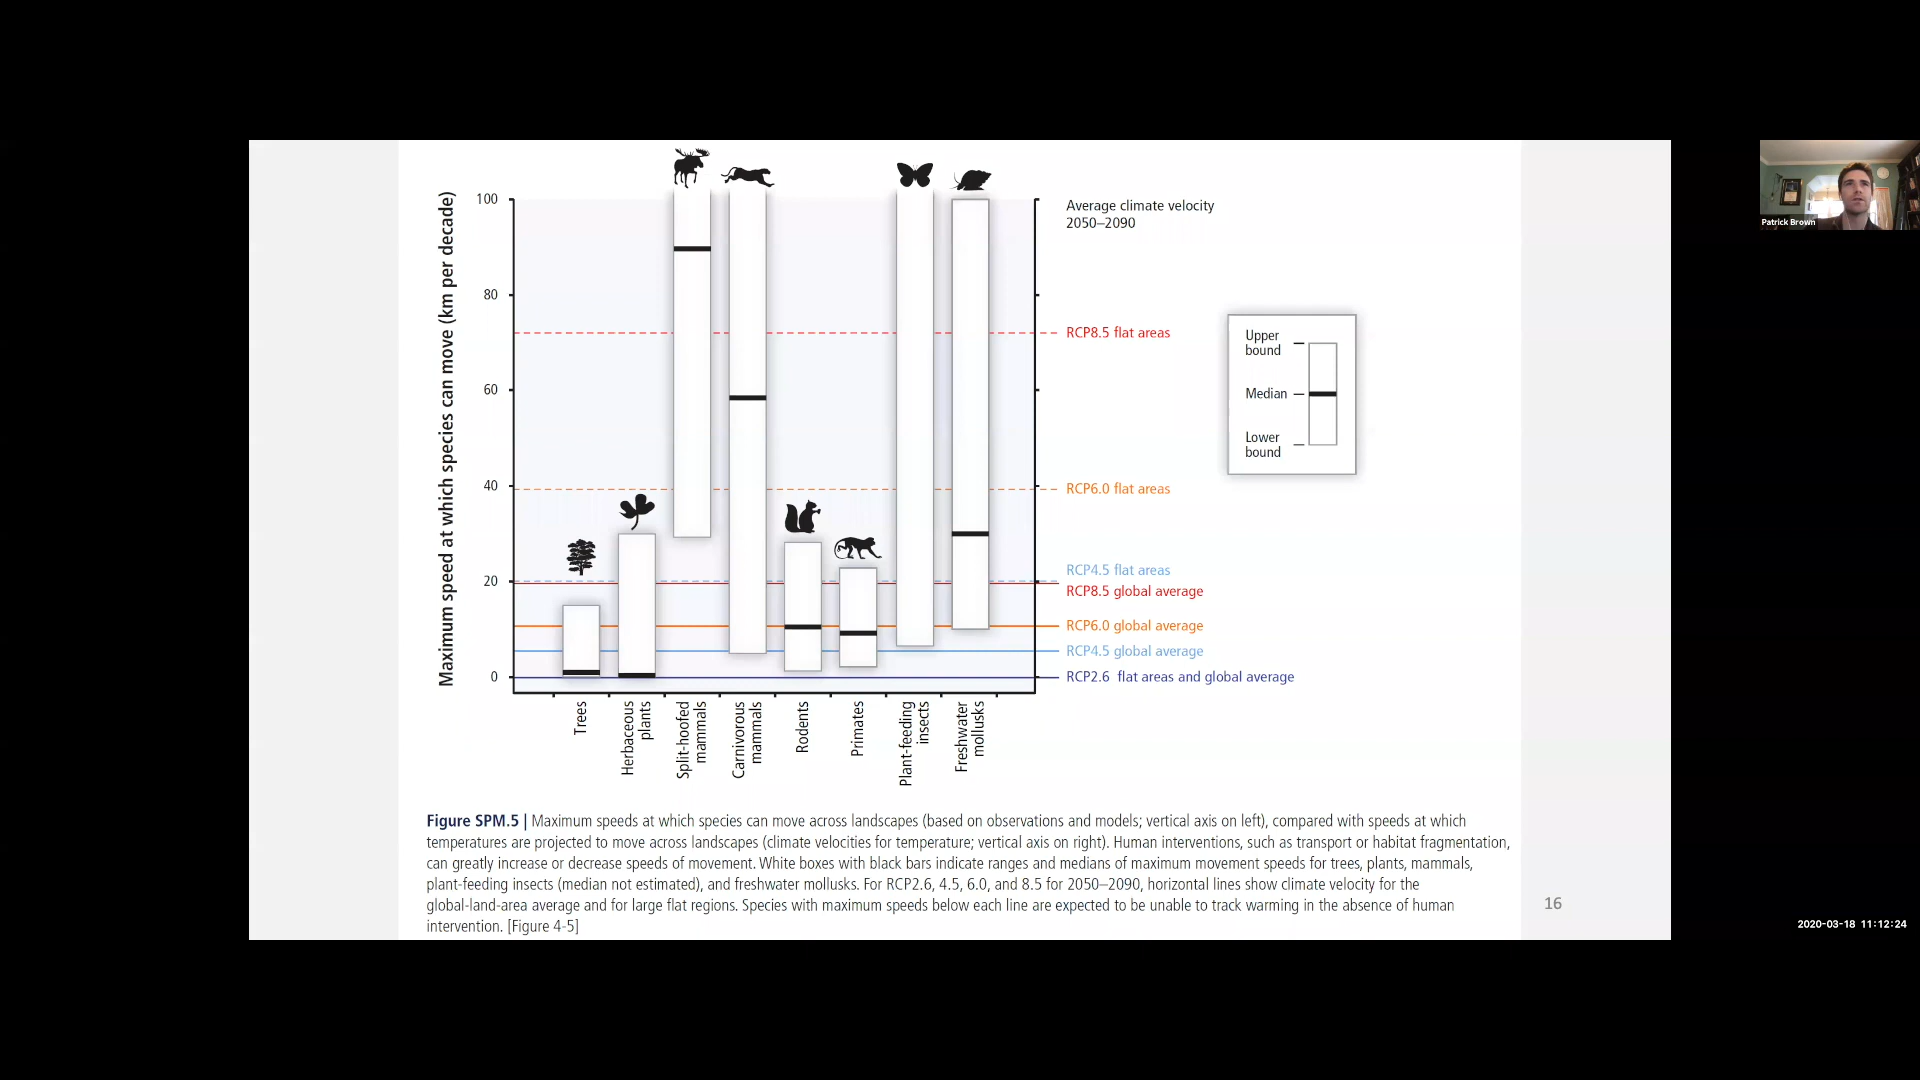 Maximum speed at which species can move (km per decade)
100
80
60
40
20
0
Trees
Herbaceous
plants
Split-hoofed
mammals
Carnivorous
mammals
Rodents
Primates
Plant-feeding
insects
Freshwater
mollusks
Average climate velocity
2050–2090
RCP8.5 flat areas
RCP6.0 flat areas
RCP4.5 flat areas
RCP8.5 global average
RCP6.0 global average
RCP4.5 global average
RCP2.6 flat areas and global average
Upper
bound
Median
Lower
bound
Figure SPM.5 | Maximum speeds at which species can move across landscapes (based on observations and models; vertical axis on left), compared with speeds at which
temperatures are projected to move across landscapes (climate velocities for temperature; vertical axis on right). Human interventions, such as transport or habitat fragmentation,
can greatly increase or decrease speeds of movement. White boxes with black bars indicate ranges and medians of maximum movement speeds for trees, plants, mammals,
plant-feeding insects (median not estimated), and freshwater mollusks. For RCP2.6, 4.5, 6.0, and 8.5 for 2050–2090, horizontal lines show climate velocity for the
global-land-area average and for large flat regions. Species with maximum speeds below each line are expected to be unable to track warming in the absence of human
intervention. [Figure 4-5]
16
Patrick Brown
2020-03-18 11:12:24